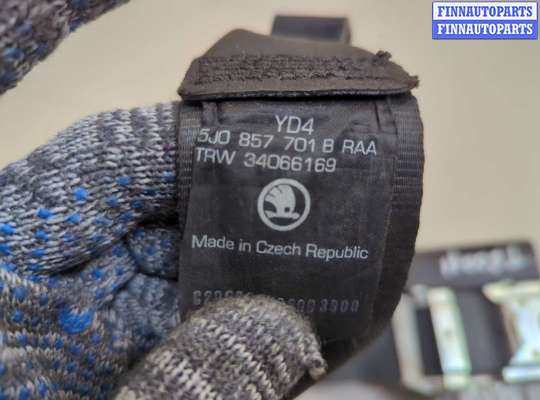 FINNAUTOPARTS
FINNAUTOPARTS
YD4
5J0 857 701 B RAA
TRW 34066169
Made in Czech Republic